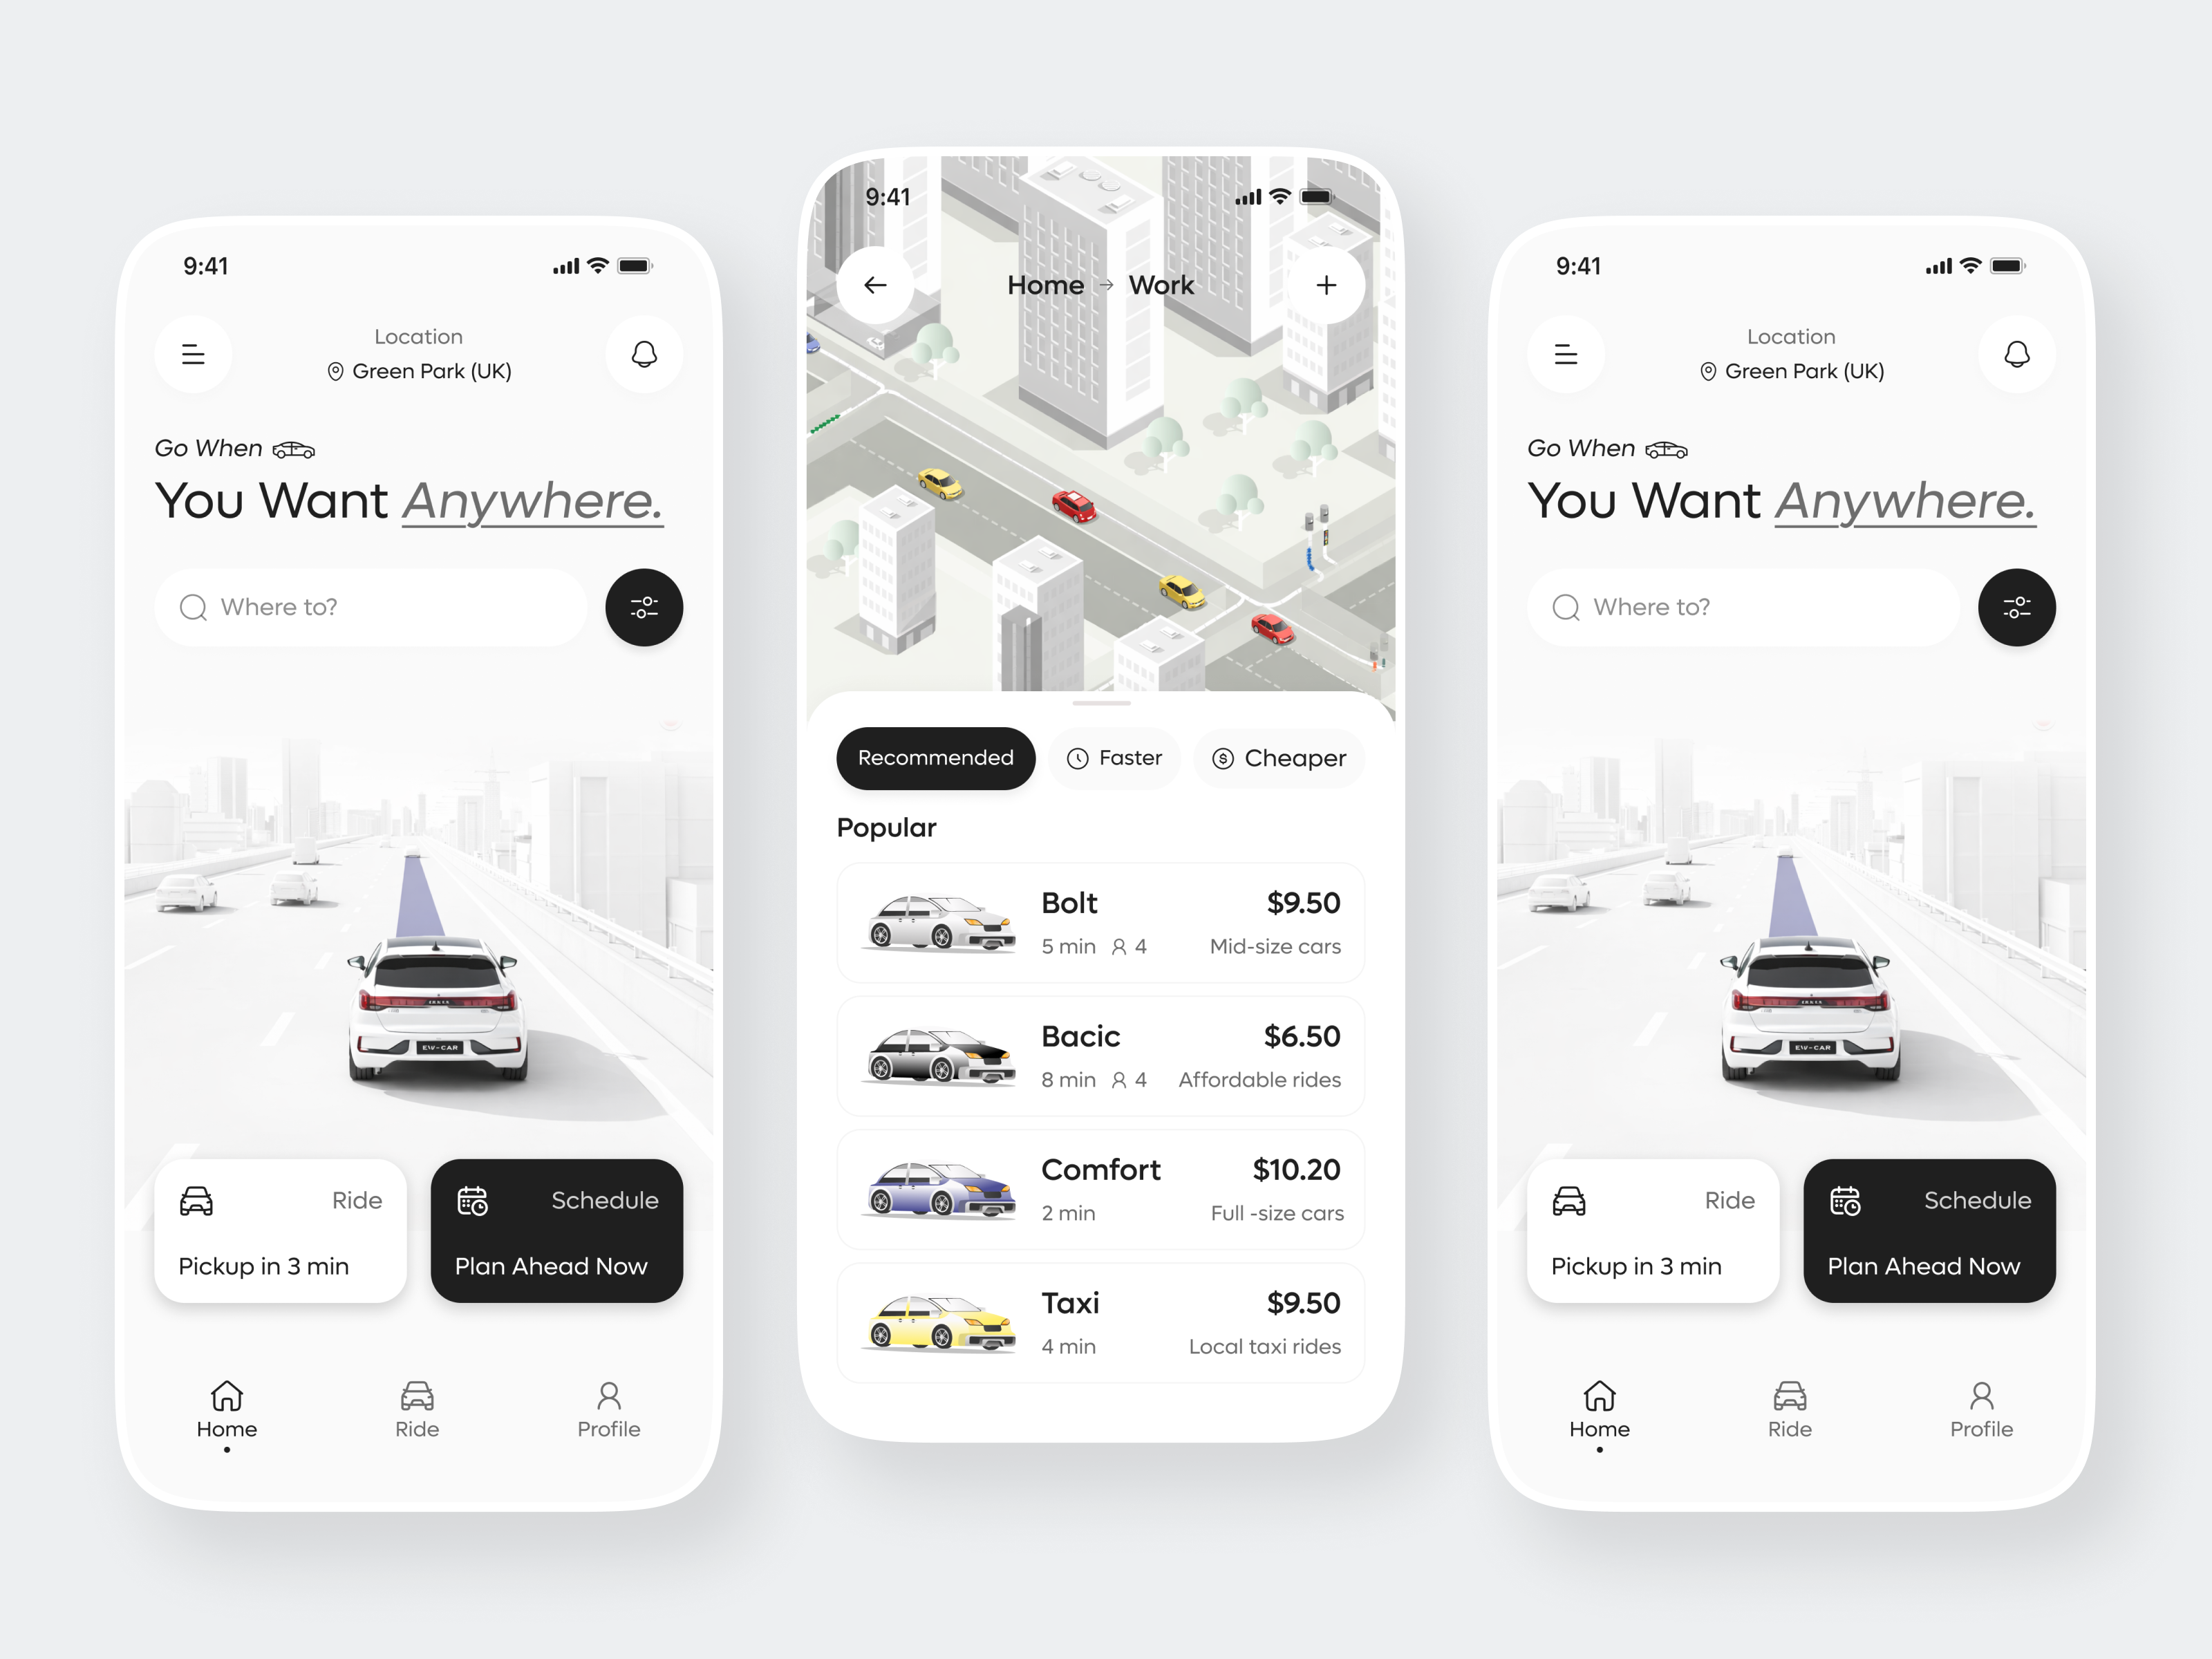 9:41
Location
Green Park (UK)
Go When
You Want Anywhere.
Where to?
EW-CAR
Ride
Pickup in 3 min
Schedule
Plan Ahead Now
Home
Ride
Profile
9:41
Home → Work
Recommended
Faster
Cheaper
Popular
Bolt $9.50
5 min 4 Mid-size cars
Bacic $6.50
8 min 4 Affordable rides
Comfort $10.20
2 min Full -size cars
Taxi $9.50
4 min Local taxi rides
9:41
Location
Green Park (UK)
Go When
You Want Anywhere.
Where to?
EW-CAR
Ride
Pickup in 3 min
Schedule
Plan Ahead Now
Home
Ride
Profile